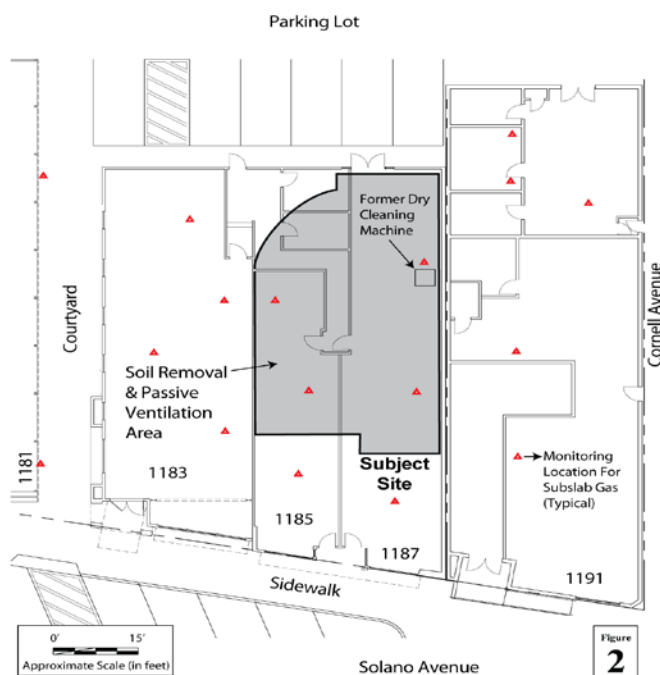 Parking Lot
Former Dry
Cleaning
Machine
Courtyard
Cornell Avenue
Soil Removal
& Passive
Ventilation
Area
1181
1183
Subject
Site
Monitoring
Location For
Subslab Gas
(Typical)
1185
1187
1191
Sidewalk
0' 15'
Approximate Scale (in feet)
Solano Avenue
Figure
2